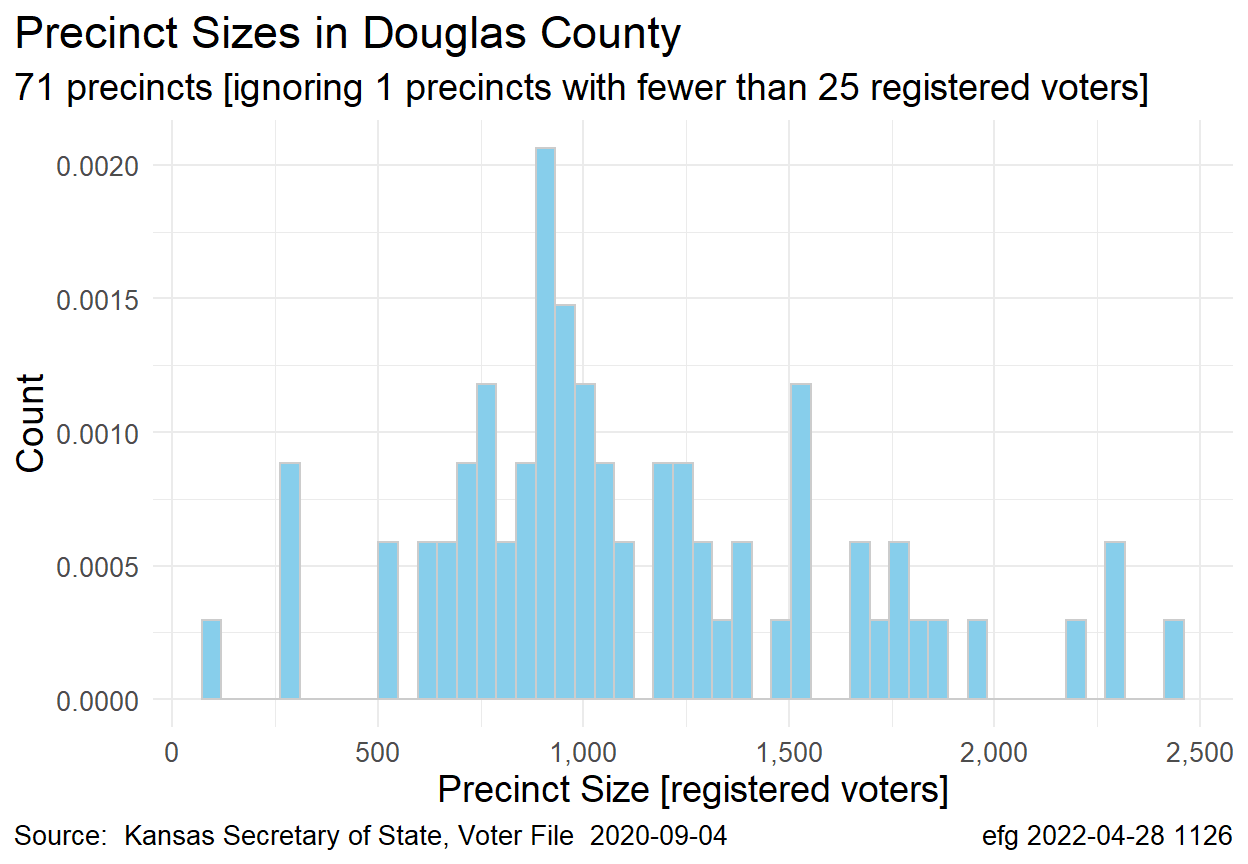 Precinct Sizes in Douglas County
71 precincts [ignoring 1 precincts with fewer than 25 registered voters]
Count
0.0020
0.0015
0.0010
0.0005
0.0000
0 500 1,000 1,500 2,000 2,500
Precinct Size [registered voters]
Source: Kansas Secretary of State, Voter File 2020-09-04 efg 2022-04-28 1126